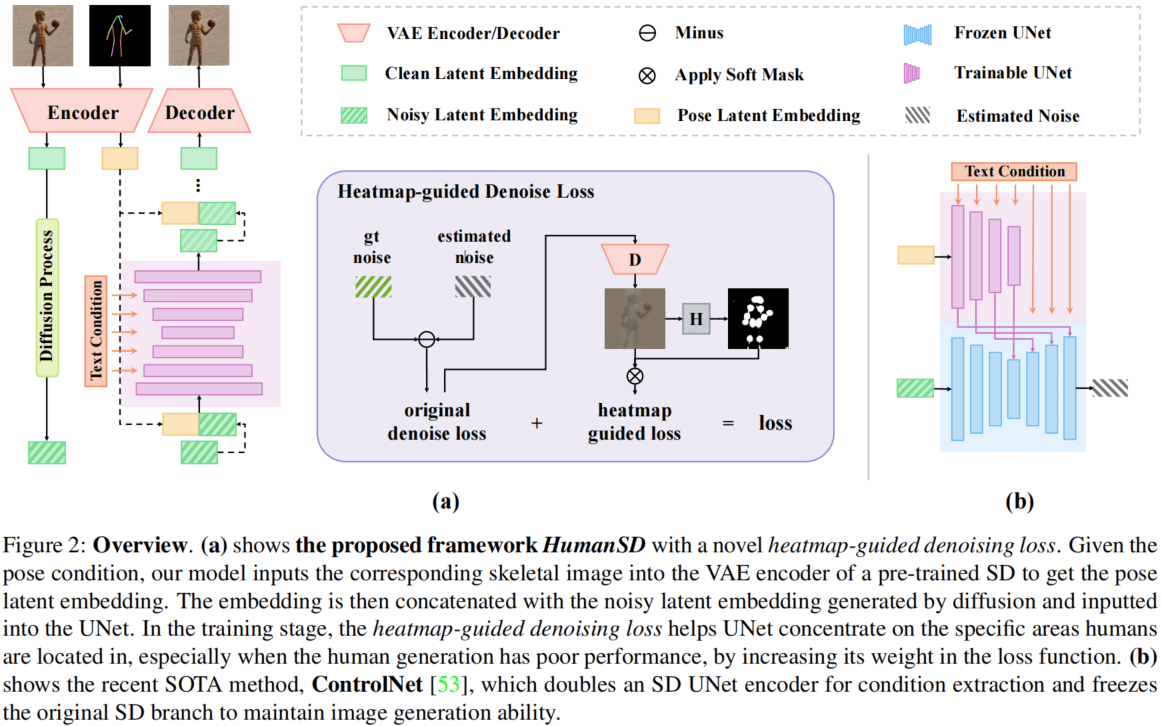 VAE Encoder/Decoder
Minus
Frozen UNet
Clean Latent Embedding
Apply Soft Mask
Trainable UNet
Noisy Latent Embedding
Pose Latent Embedding
Estimated Noise
Encoder
Decoder
...
Diffusion Process
Text Condition
Heatmap-guided Denoise Loss
gt
noise
estimated
noise
D
H
original
denoise loss
+
heatmap
guided loss
=
loss
(a)
Text Condition
(b)
Figure 2: Overview. (a) shows the proposed framework HumanSD with a novel heatmap-guided denoising loss. Given the
pose condition, our model inputs the corresponding skeletal image into the VAE encoder of a pre-trained SD to get the pose
latent embedding. The embedding is then concatenated with the noisy latent embedding generated by diffusion and inputted
into the UNet. In the training stage, the heatmap-guided denoising loss helps UNet concentrate on the specific areas humans
are located in, especially when the human generation has poor performance, by increasing its weight in the loss function. (b)
shows the recent SOTA method, ControlNet [53], which doubles an SD UNet encoder for condition extraction and freezes
the original SD branch to maintain image generation ability.